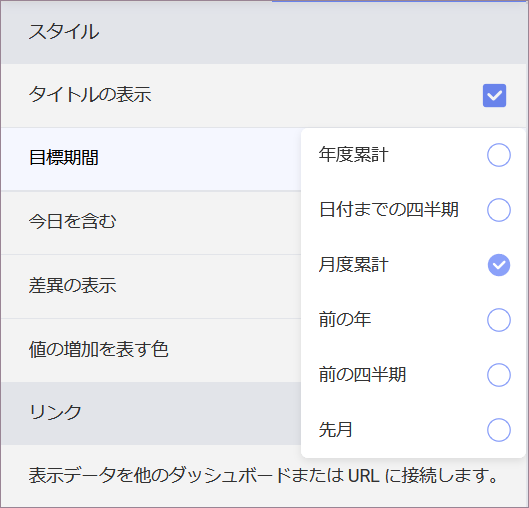 スタイル
タイトルの表示
目標期間
年度累計
日付までの四半期
今日を含む
月度累計
差異の表示
前の年
値の増加を表す色
前の四半期
リンク
先月
表示データを他のダッシュボードまたは URL に接続します。